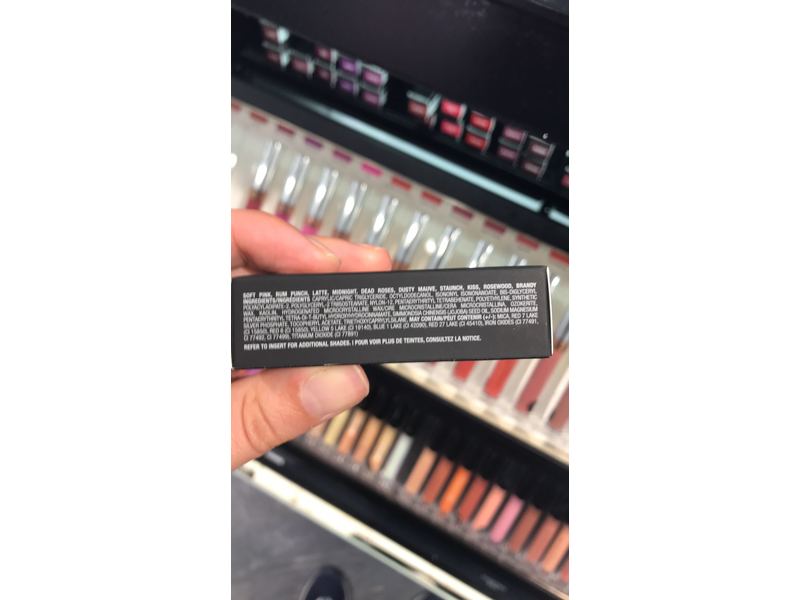 SOFT PINK, RUM PUNCH, LATTE, MIDNIGHT, DEAD ROSES, DUSTY MAUVE, STAUNCH, KISS, ROSEWOOD, BRANDY
INGREDIENTS/INGRÉDIENTS CAPRYLIC/CAPRIC TRIGLYCERIDE, OCTYLDODECANOL, ISONONYL ISONONANOATE, BIS-DIGLYCERYL
POLYACYLADIPATE-2, POLYGLYCERYL-2 TRIISOSTEARATE, NYLON-12, PENTAERYTHRITYL TETRABEHENATE, POLYETHYLENE, SYNTHETIC
WAX, KAOLIN, HYDROGENATED MICROCRYSTALLINE WAX/CIRE MICROCRISTALLINE/CERA MICROCRISTALLINA, OZOKERITE,
PENTAERYTHRITYL TETRA-DI-T-BUTYL HYDROXYHYDROCINNAMATE, SIMMONDSIA CHINENSIS (JOJOBA) SEED OIL, SODIUM MAGNESIUM
SILVER PHOSPHATE, TOCOPHERYL ACETATE, TRIETHOXYCAPRYLYLSILANE. MAY CONTAIN/PEUT CONTENIR (+/-): MICA, RED 7 LAKE
(CI 15850), RED 6 (CI 15850), YELLOW 5 LAKE (CI 19140), BLUE 1 LAKE (CI 42090), RED 27 LAKE (CI 45410), IRON OXIDES (CI 77491,
CI 77492, CI 77499), TITANIUM DIOXIDE (CI 77891)
REFER TO INSERT FOR ADDITIONAL SHADES. | POUR VOIR PLUS DE TEINTES, CONSULTEZ LA NOTICE.